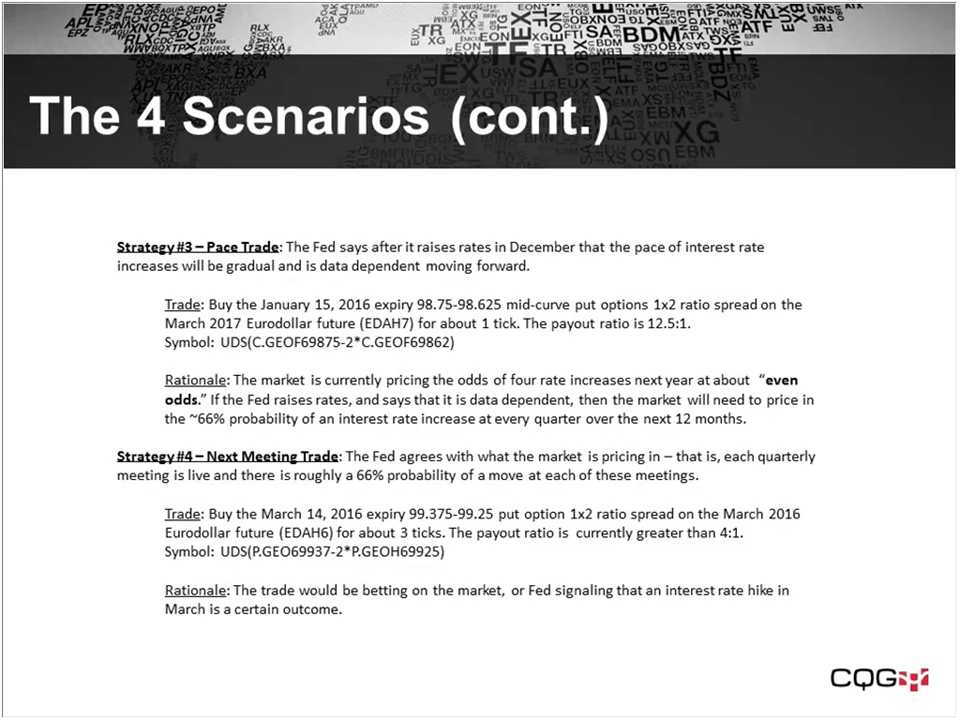 The 4 Scenarios (cont.)
Strategy #3 – Pace Trade: The Fed says after it raises rates in December that the pace of interest rate
increases will be gradual and is data dependent moving forward.
Trade: Buy the January 15, 2016 expiry 98.75-98.625 mid-curve put options 1x2 ratio spread on the
March 2017 Eurodollar future (EDAH7) for about 1 tick. The payout ratio is 12.5:1.
Symbol: UDS(C.GEOF69875-2*C.GEOF69862)
Rationale: The market is currently pricing the odds of four rate increases next year at about “even
odds.” If the Fed raises rates, and says that it is data dependent, then the market will need to price in
the ~66% probability of an interest rate increase at every quarter over the next 12 months.
Strategy #4 – Next Meeting Trade: The Fed agrees with what the market is pricing in – that is, each quarterly
meeting is live and there is roughly a 66% probability of a move at each of these meetings.
Trade: Buy the March 14, 2016 expiry 99.375-99.25 put option 1x2 ratio spread on the March 2016
Eurodollar future (EDAH6) for about 3 ticks. The payout ratio is currently greater than 4:1.
Symbol: UDS(P.GEO69937-2*P.GEOH69925)
Rationale: The trade would be betting on the market, or Fed signaling that an interest rate hike in
March is a certain outcome.
CQG